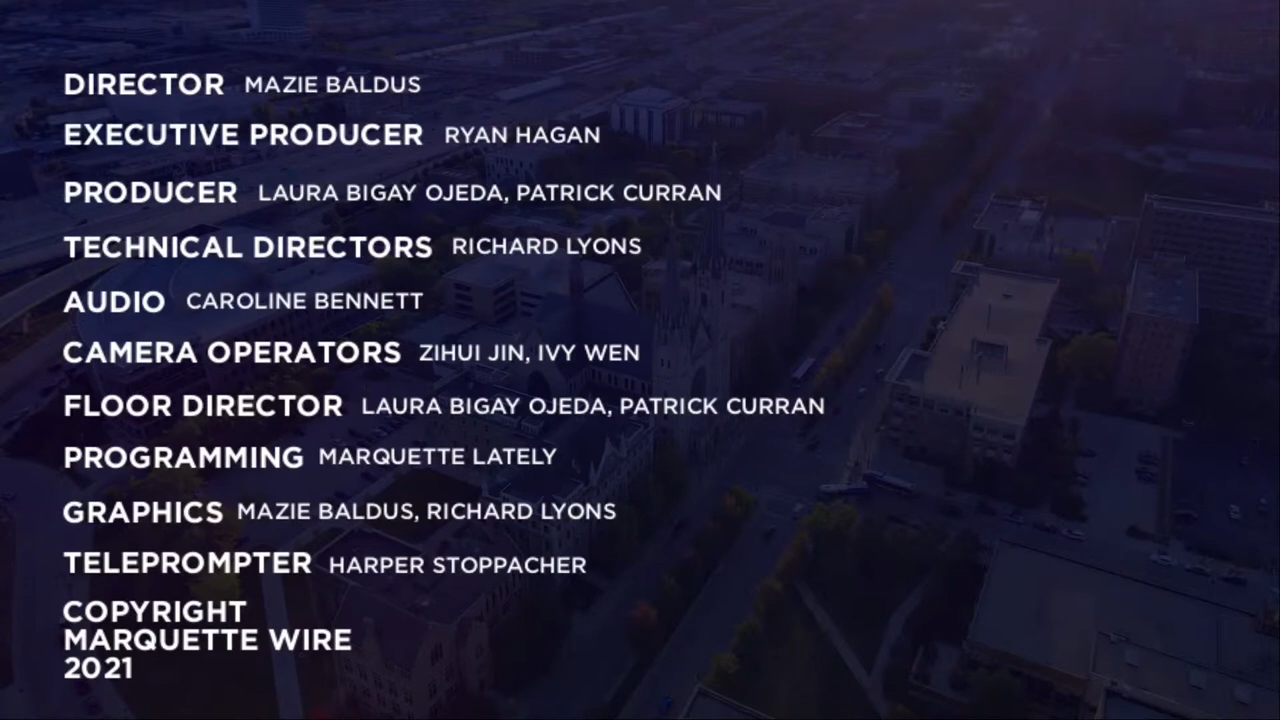 DIRECTOR MAZIE BALDUS
EXECUTIVE PRODUCER RYAN HAGAN
PRODUCER LAURA BIGAY OJEDA, PATRICK CURRAN
TECHNICAL DIRECTORS RICHARD LYONS
AUDIO CAROLINE BENNETT
CAMERA OPERATORS ZIHUI JIN, IVY WEN
FLOOR DIRECTOR LAURA BIGAY OJEDA, PATRICK CURRAN
PROGRAMMING MARQUETTE LATELY
GRAPHICS MAZIE BALDUS, RICHARD LYONS
TELEPROMPTER HARPER STOPPACHER
COPYRIGHT
MARQUETTE WIRE
2021